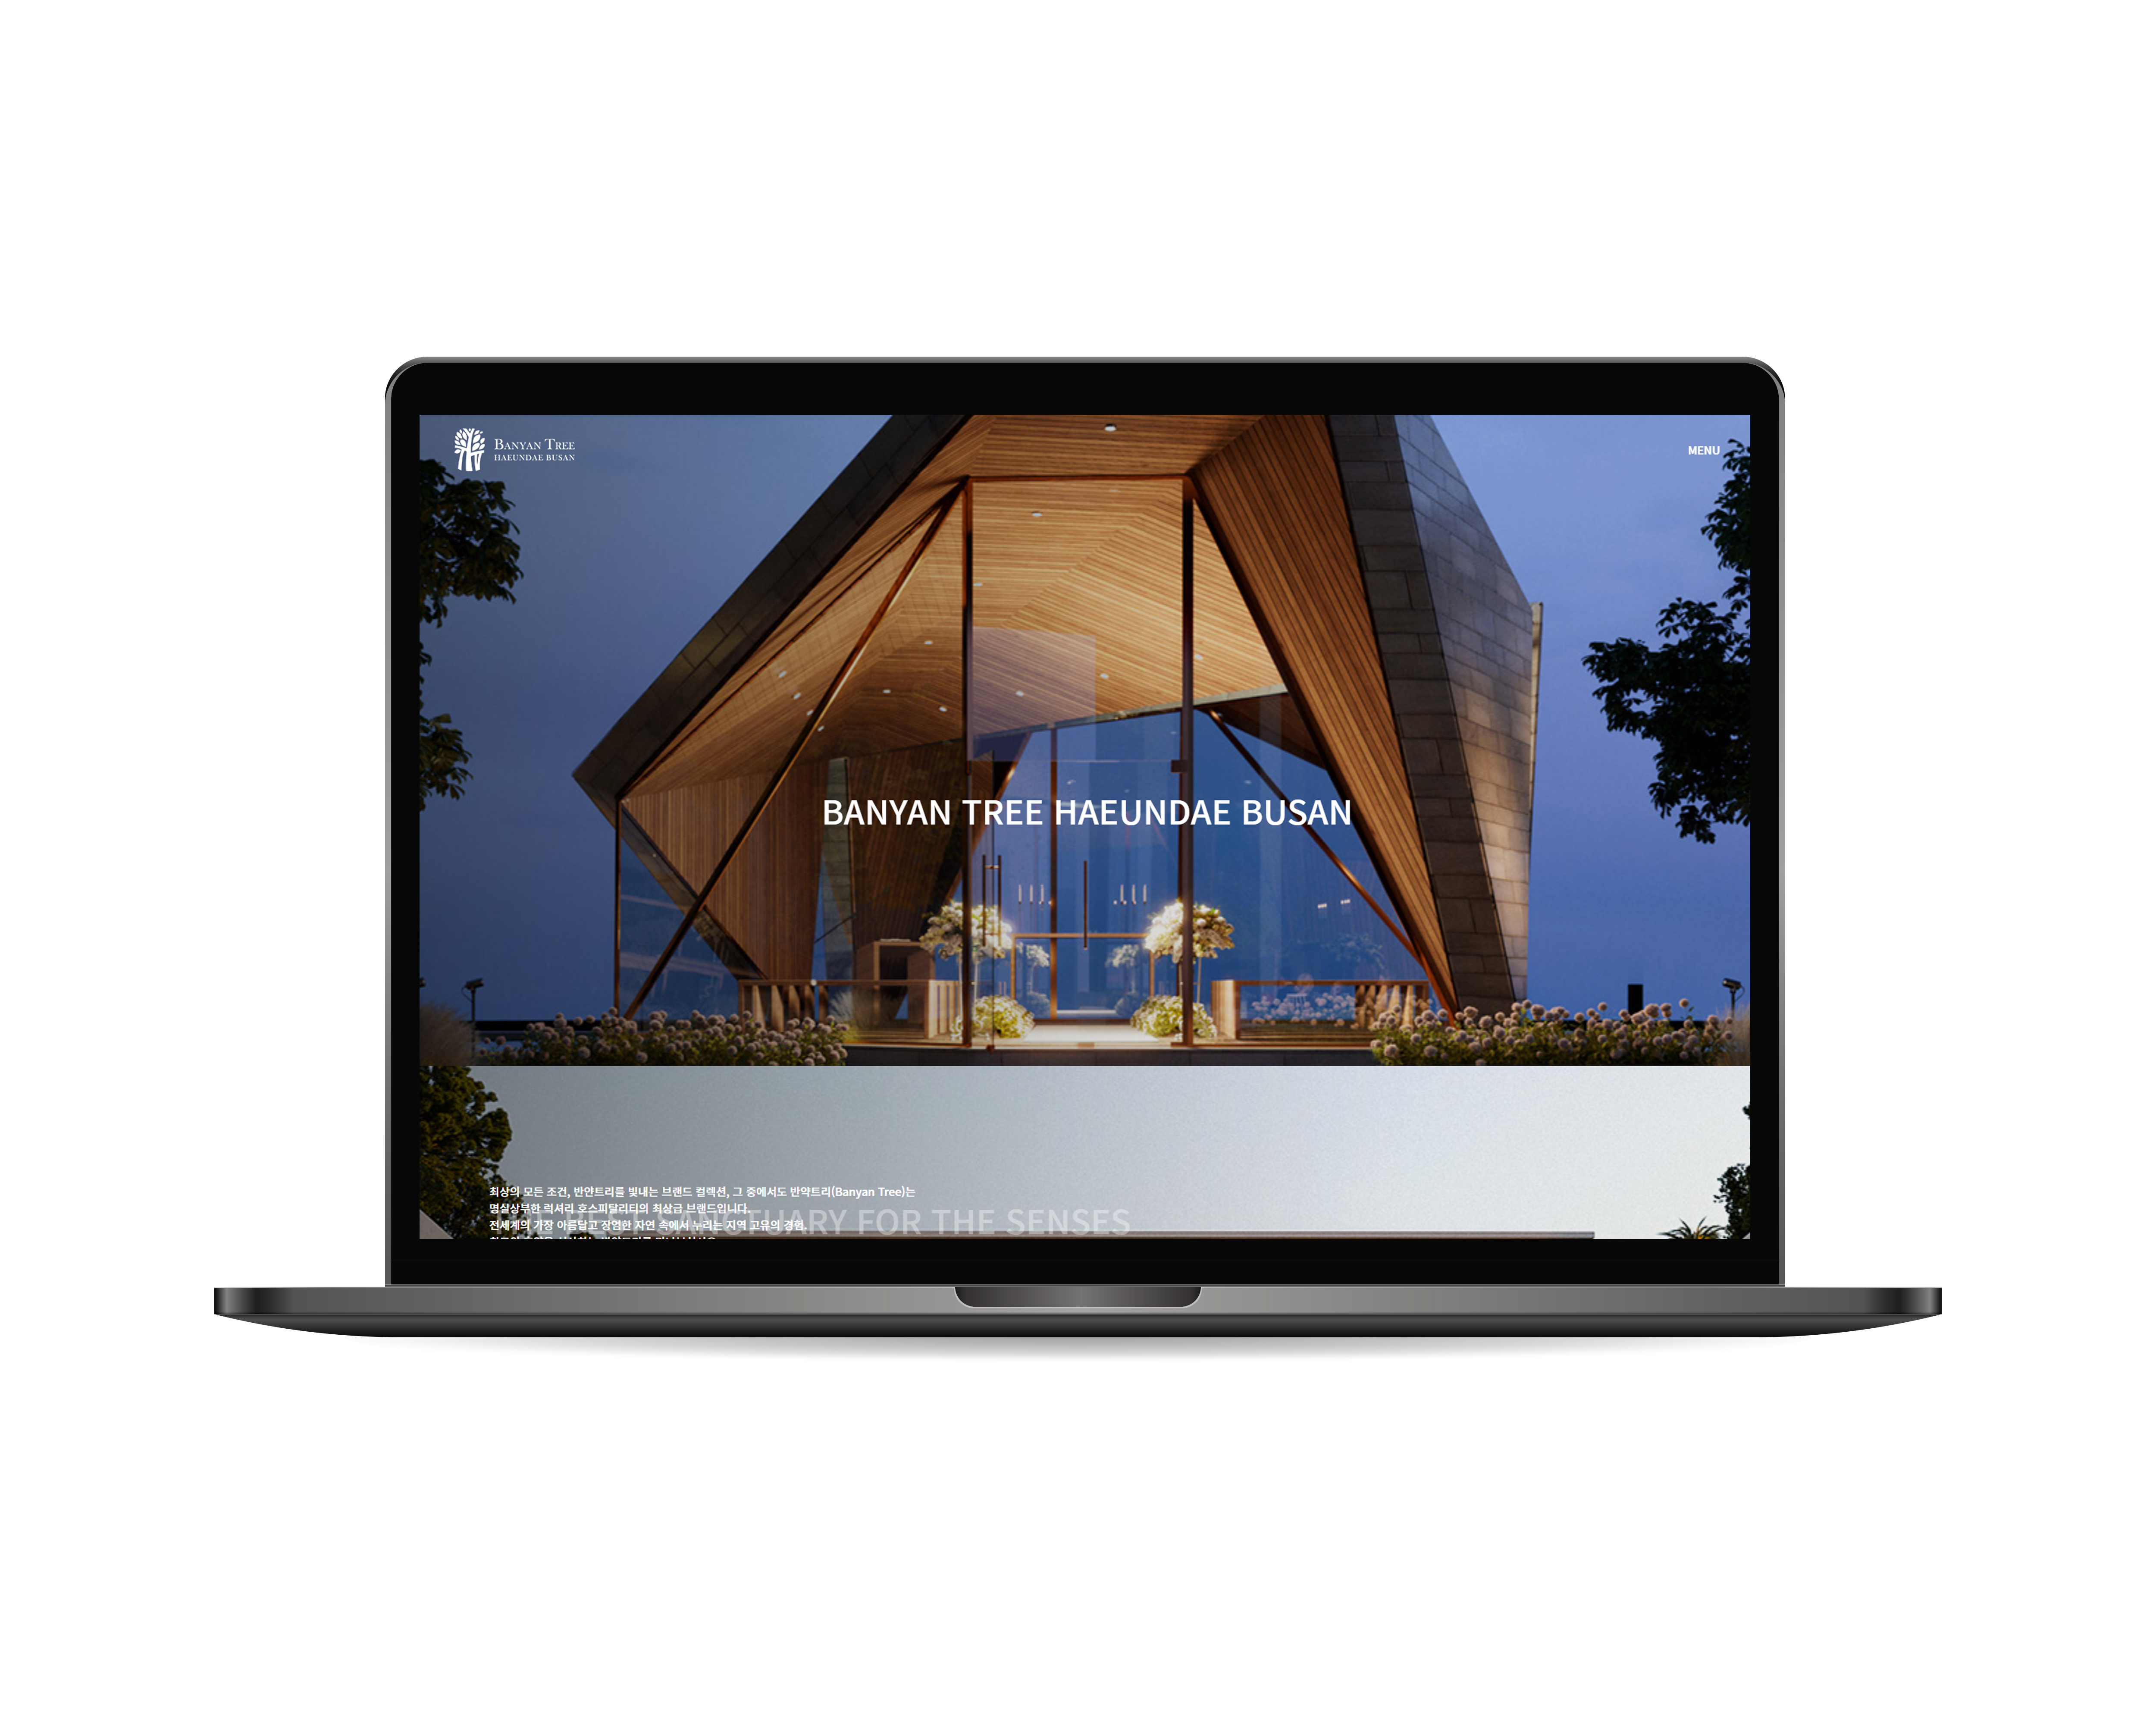 BANYAN TREE
HAEUNDAE BUSAN
MENU
BANYAN TREE HAEUNDAE BUSAN
최상의 모든 조건, 반얀트리를 빛내는 브랜드 컬렉션, 그 중에서도 반약트리(Banyan Tree)는
명실상부한 럭셔리 호스피탈리티의 최상급 브랜드입니다.
SANCTUARY FOR THE SENSES
전세계의 가장 아름답고 장엄한 자연 속에서 누리는 지역 고유의 경험.